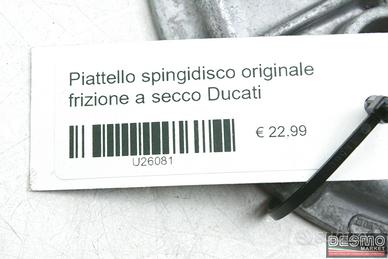 Piattello spingidisco originale
frizione a secco Ducati
€ 22.99
U26081
DESMO
MARKET